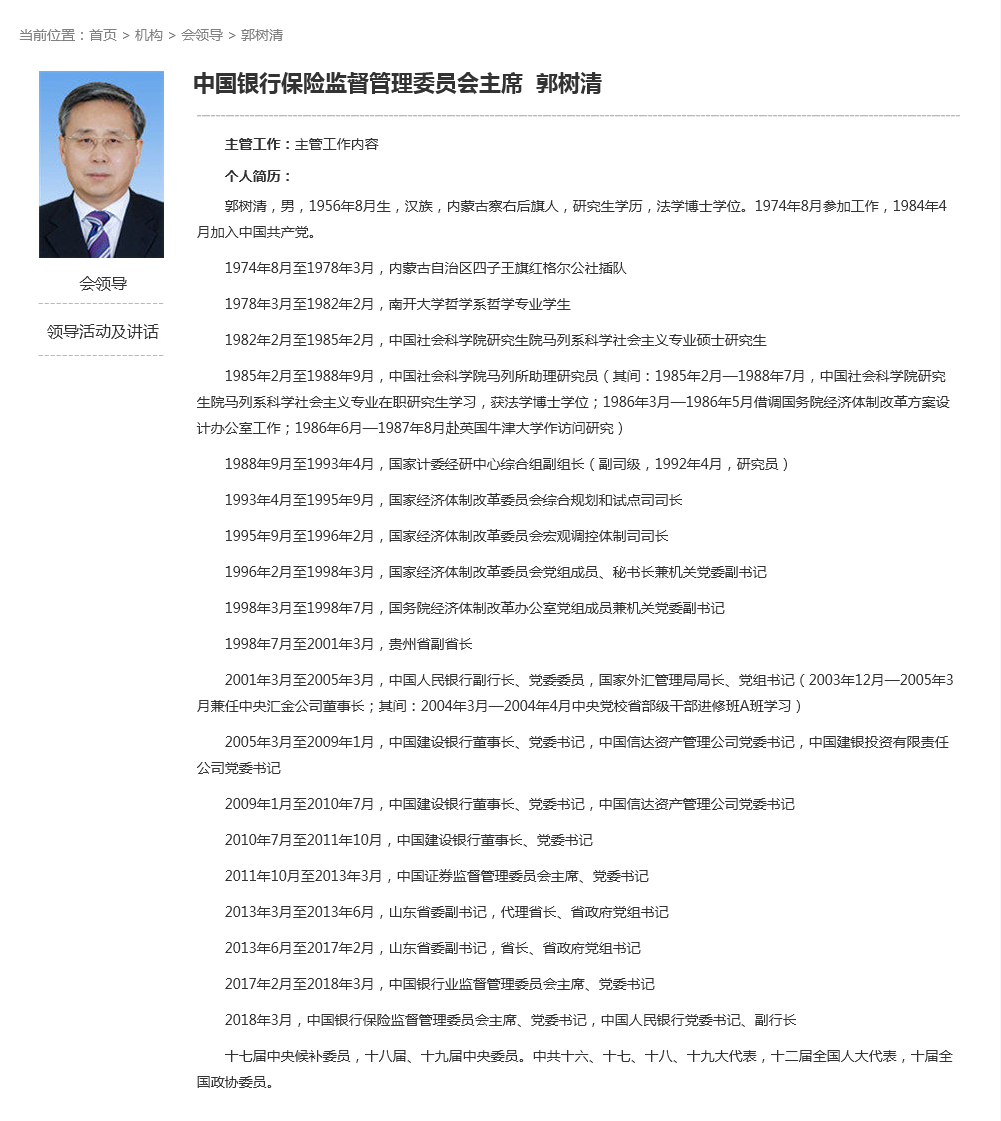 当前位置：首页 > 机构 > 会领导 > 郭树清
中国银行保险监督管理委员会主席 郭树清
会领导
领导活动及讲话
主管工作：主管工作内容
个人简历：
郭树清，男，1956年8月生，汉族，内蒙古察右后旗人，研究生学历，法学博士学位。1974年8月参加工作，1984年4
月加入中国共产党。
1974年8月至1978年3月，内蒙古自治区四子王旗红格尔公社插队
1978年3月至1982年2月，南开大学哲学系哲学专业学生
1982年2月至1985年2月，中国社会科学院研究生院马列系科学社会主义专业硕士研究生
1985年2月至1988年9月，中国社会科学院马列所助理研究员（其间：1985年2月—1988年7月，中国社会科学院研究
生院马列系科学社会主义专业在职研究生学习，获法学博士学位；1986年3月—1986年5月借调国务院经济体制改革方案设
计办公室工作；1986年6月—1987年8月赴英国牛津大学作访问研究）
1988年9月至1993年4月，国家计委经研中心综合组副组长（副司级，1992年4月，研究员）
1993年4月至1995年9月，国家经济体制改革委员会综合规划和试点司司长
1995年9月至1996年2月，国家经济体制改革委员会宏观调控体制司司长
1996年2月至1998年3月，国家经济体制改革委员会党组成员、秘书长兼机关党委副书记
1998年3月至1998年7月，国务院经济体制改革办公室党组成员兼机关党委副书记
1998年7月至2001年3月，贵州省副省长
2001年3月至2005年3月，中国人民银行副行长、党委委员，国家外汇管理局局长、党组书记（2003年12月—2005年3
月兼任中央汇金公司董事长；其间：2004年3月—2004年4月中央党校省部级干部进修班A班学习）
2005年3月至2009年1月，中国建设银行董事长、党委书记，中国信达资产管理公司党委书记，中国建银投资有限责任
公司党委书记
2009年1月至2010年7月，中国建设银行董事长、党委书记，中国信达资产管理公司党委书记
2010年7月至2011年10月，中国建设银行董事长、党委书记
2011年10月至2013年3月，中国证券监督管理委员会主席、党委书记
2013年3月至2013年6月，山东省委副书记，代理省长、省政府党组书记
2013年6月至2017年2月，山东省委副书记，省长、省政府党组书记
2017年2月至2018年3月，中国银行业监督管理委员会主席、党委书记
2018年3月，中国银行保险监督管理委员会主席、党委书记，中国人民银行党委书记、副行长
十七届中央候补委员，十八届、十九届中央委员。中共十六、十七、十八、十九大代表，十二届全国人大代表，十届全
国政协委员。